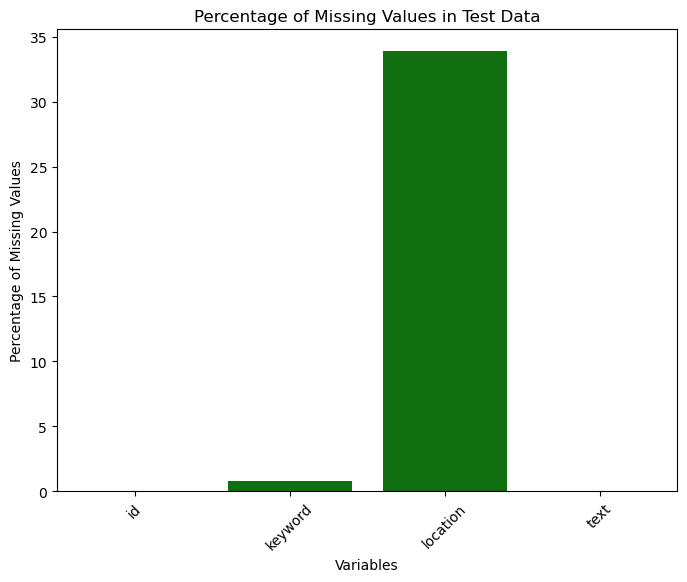 Percentage of Missing Values in Test Data
Percentage of Missing Values
35
30
25
20
15
10
5
0
id
keyword
location
text
Variables